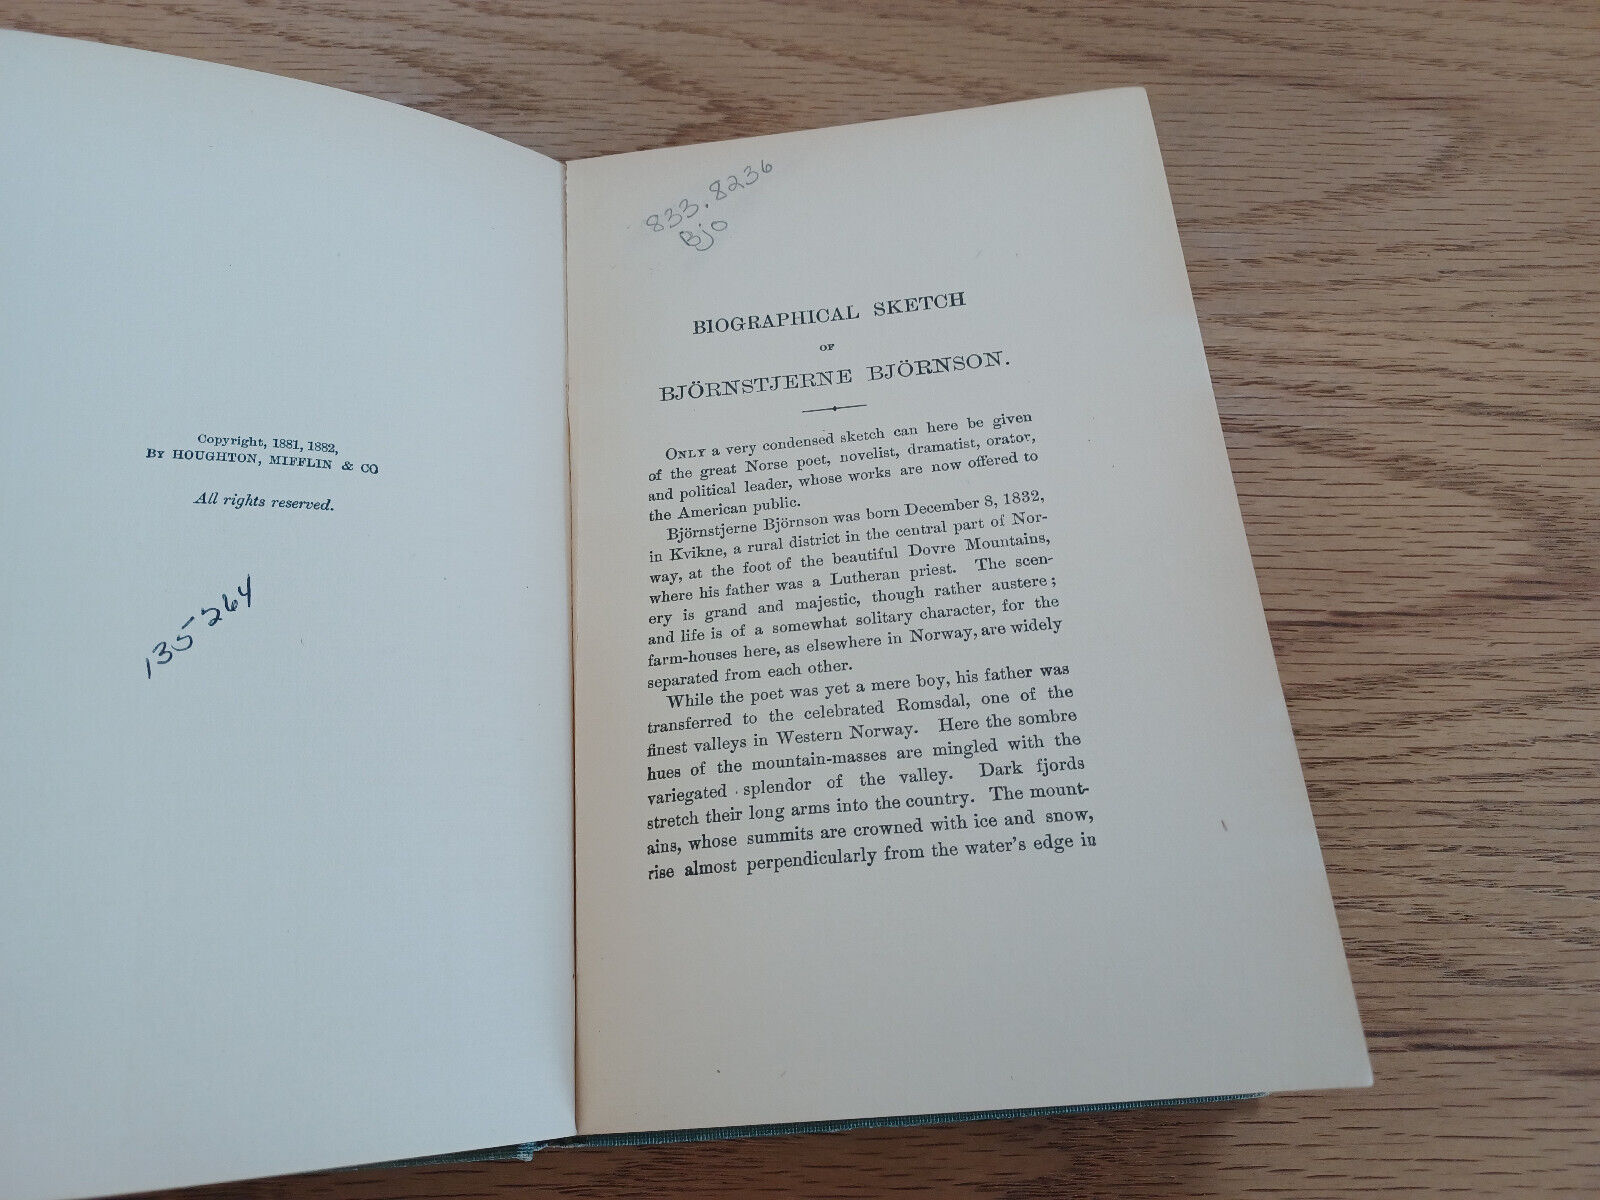 Copyright, 1881, 1882,
BY HOUGHTON, MIFFLIN & CO
All rights reserved.
135264
833.8236
Bjo
BIOGRAPHICAL SKETCH
OF
BJÖRNSTJERNE BJÖRNSON.
ONLY a very condensed sketch can here be given
of the great Norse poet, novelist, dramatist, orator,
and political leader, whose works are now offered to
the American public.
Björnstjerne Björnson was born December 8, 1832,
in Kvikne, a rural district in the central part of Nor-
way, at the foot of the beautiful Dovre Mountains,
where his father was a Lutheran priest. The scen-
ery is grand and majestic, though rather austere;
and life is of a somewhat solitary character, for the
farm-houses here, as elsewhere in Norway, are widely
separated from each other.
While the poet was yet a mere boy, his father was
transferred to the celebrated Romsdal, one of the
finest valleys in Western Norway. Here the sombre
hues of the mountain-masses are mingled with the
variegated splendor of the valley. Dark fjords
stretch their long arms into the country. The mount-
ains, whose summits are crowned with ice and snow,
rise almost perpendicularly from the water's edge in